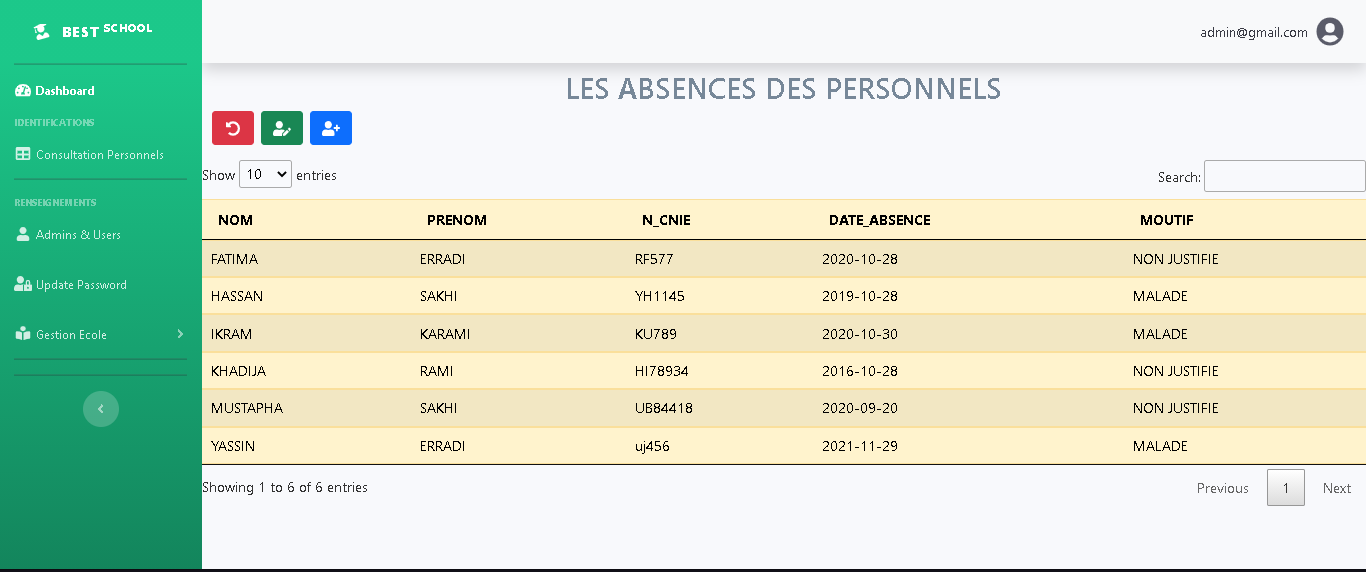 BEST SCHOOL
admin@gmail.com
Dashboard
IDENTIFICATIONS
Consultation Personnels
RENSEIGNEMENTS
Admins & Users
Update Password
Gestion Ecole
LES ABSENCES DES PERSONNELS
Show 10 entries
Search:
NOM PRENOM N_CNIE DATE_ABSENCE MOUTIF
FATIMA ERRADI RF577 2020-10-28 NON JUSTIFIE
HASSAN SAKHI YH1145 2019-10-28 MALADE
IKRAM KARAMI KU789 2020-10-30 MALADE
KHADIJA RAMI HI78934 2016-10-28 NON JUSTIFIE
MUSTAPHA SAKHI UB84418 2020-09-20 NON JUSTIFIE
YASSIN ERRADI uj456 2021-11-29 MALADE
Showing 1 to 6 of 6 entries
Previous 1 Next